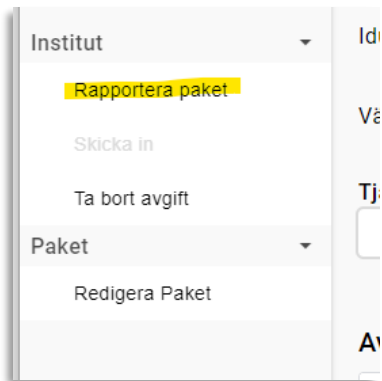 Institut
Rapportera paket
Skicka in
Ta bort avgift
Paket
Redigera Paket